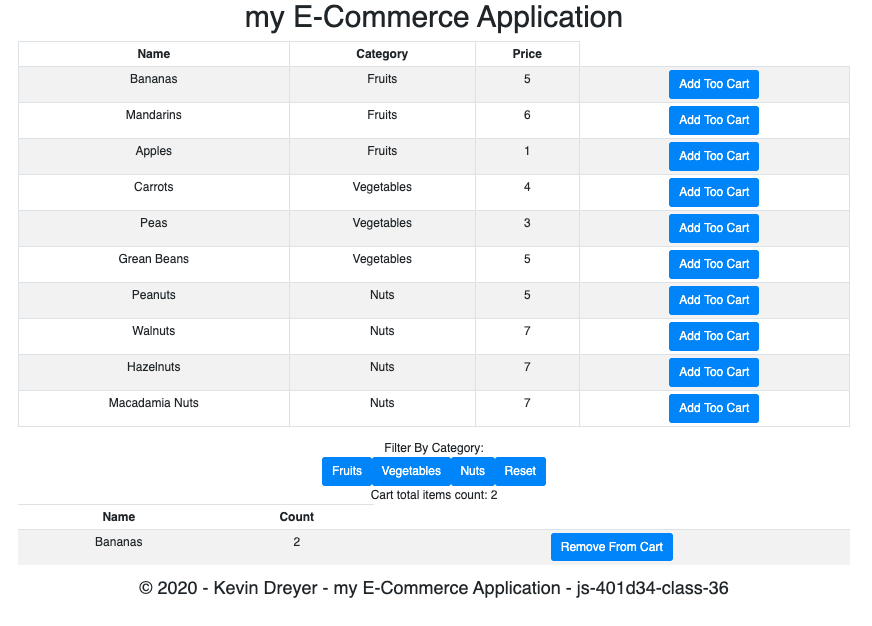 my E-Commerce Application
Name Category Price
Bananas Fruits 5 Add Too Cart
Mandarins Fruits 6 Add Too Cart
Apples Fruits 1 Add Too Cart
Carrots Vegetables 4 Add Too Cart
Peas Vegetables 3 Add Too Cart
Grean Beans Vegetables 5 Add Too Cart
Peanuts Nuts 5 Add Too Cart
Walnuts Nuts 7 Add Too Cart
Hazelnuts Nuts 7 Add Too Cart
Macadamia Nuts Nuts 7 Add Too Cart
Filter By Category:
Fruits Vegetables Nuts Reset
Cart total items count: 2
Name Count
Bananas 2 Remove From Cart
© 2020 - Kevin Dreyer - my E-Commerce Application - js-401d34-class-36